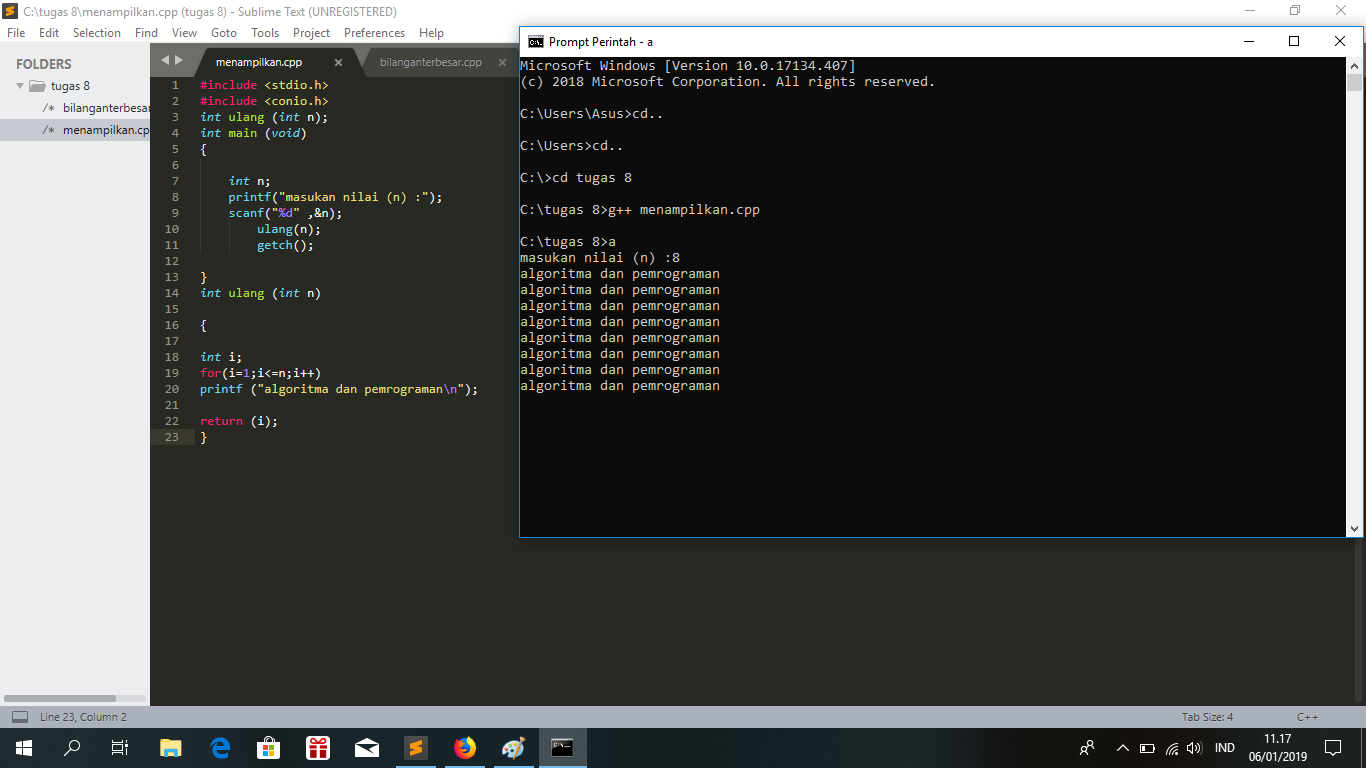 C:\tugas 8\menampilkan.cpp (tugas 8) - Sublime Text (UNREGISTERED)
File Edit Selection Find View Goto Tools Project Preferences Help
FOLDERS
tugas 8
/* bilanganterbesar
/* menampilkan.cp
menampilkan.cpp × bilanganterbesar.cpp ×
1 #include <stdio.h>
2 #include <conio.h>
3 int ulang (int n);
4 int main (void)
5 {
6
7 int n;
8 printf("masukan nilai (n) :");
9 scanf("%d" ,&n);
10 ulang(n);
11 getch();
12
13 }
14 int ulang (int n)
15
16 {
17
18 int i;
19 for(i=1;i<=n;i++)
20 printf ("algoritma dan pemrograman\n");
21
22 return (i);
23 }
Prompt Perintah - a
Microsoft Windows [Version 10.0.17134.407]
(c) 2018 Microsoft Corporation. All rights reserved.
C:\Users\Asus>cd..
C:\Users>cd..
C:\>cd tugas 8
C:\tugas 8>g++ menampilkan.cpp
C:\tugas 8>a
masukan nilai (n) :8
algoritma dan pemrograman
algoritma dan pemrograman
algoritma dan pemrograman
algoritma dan pemrograman
algoritma dan pemrograman
algoritma dan pemrograman
algoritma dan pemrograman
algoritma dan pemrograman
Line 23, Column 2
Tab Size: 4
C++
IND
11.17
06/01/2019